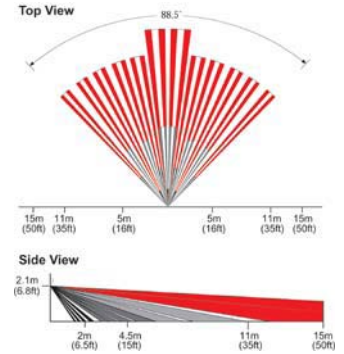 Top View
88.5°
15m 11m 5m 5m 11m 15m
(50ft) (35ft) (16ft) (16ft) (35ft) (50ft)
Side View
2.1m
(6.8ft)
2m 4.5m 11m 15m
(6.5ft) (15ft) (35ft) (50ft)